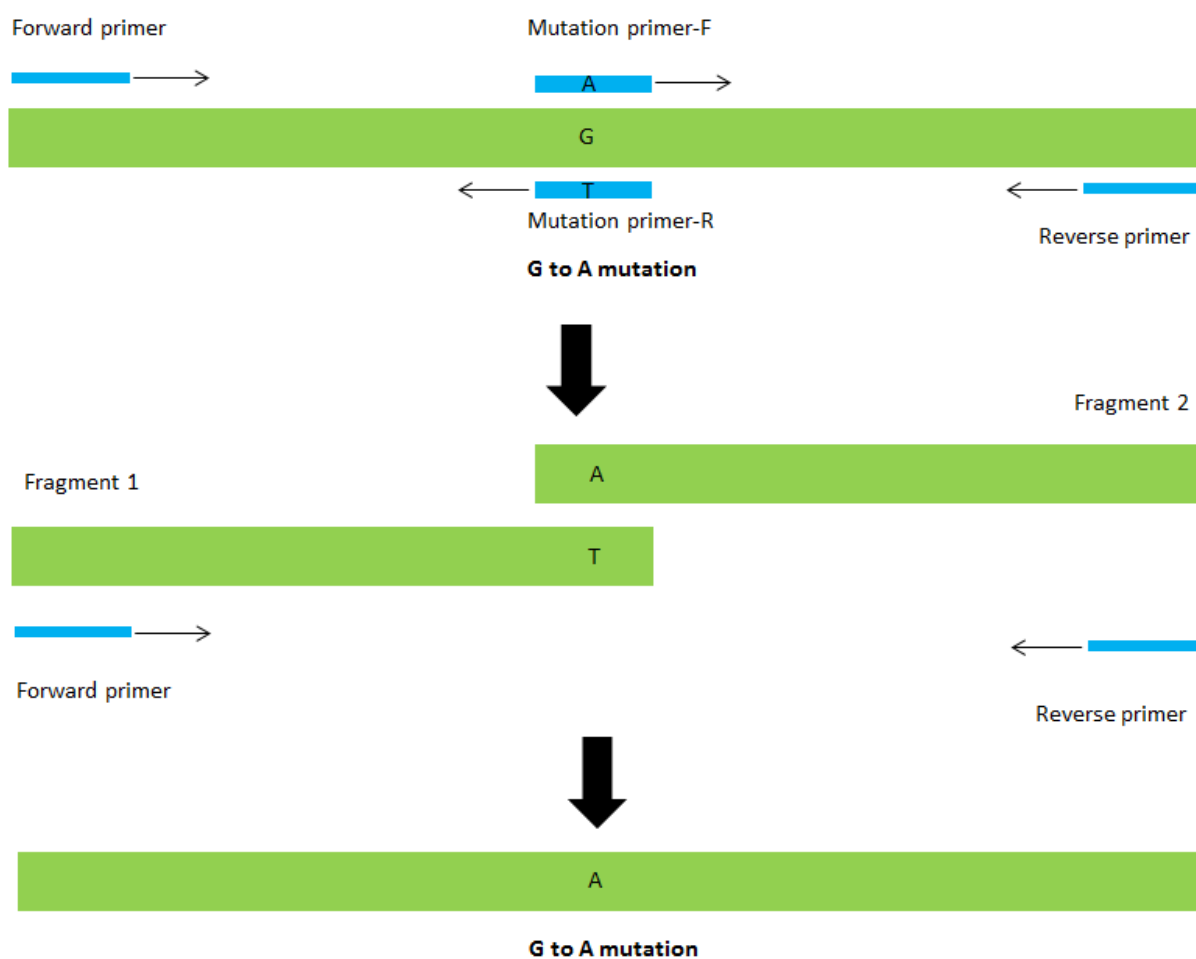 Forward primer
Mutation primer-F
A
G
T
Mutation primer-R
Reverse primer
G to A mutation
Fragment 2
A
Fragment 1
T
Forward primer
Reverse primer
A
G to A mutation